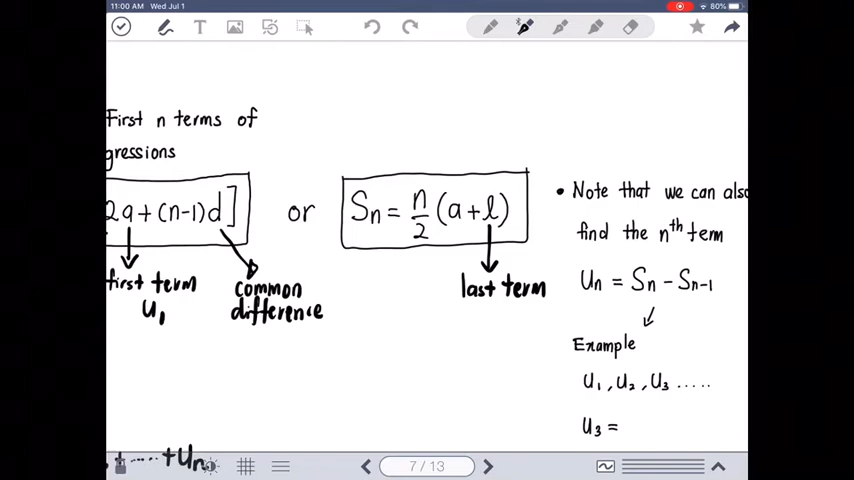 11:00 AM Wed Jul 1
80%
First n terms of
gressions
2a + (n-1)d ]
or
Sn = n/2 (a + l)
first term
U1
common
difference
last term
• Note that we can also
find the nth term
Un = Sn - Sn-1
Example
U1, U2, U3 .....
U3 =
+ ..... + Un
7 / 13